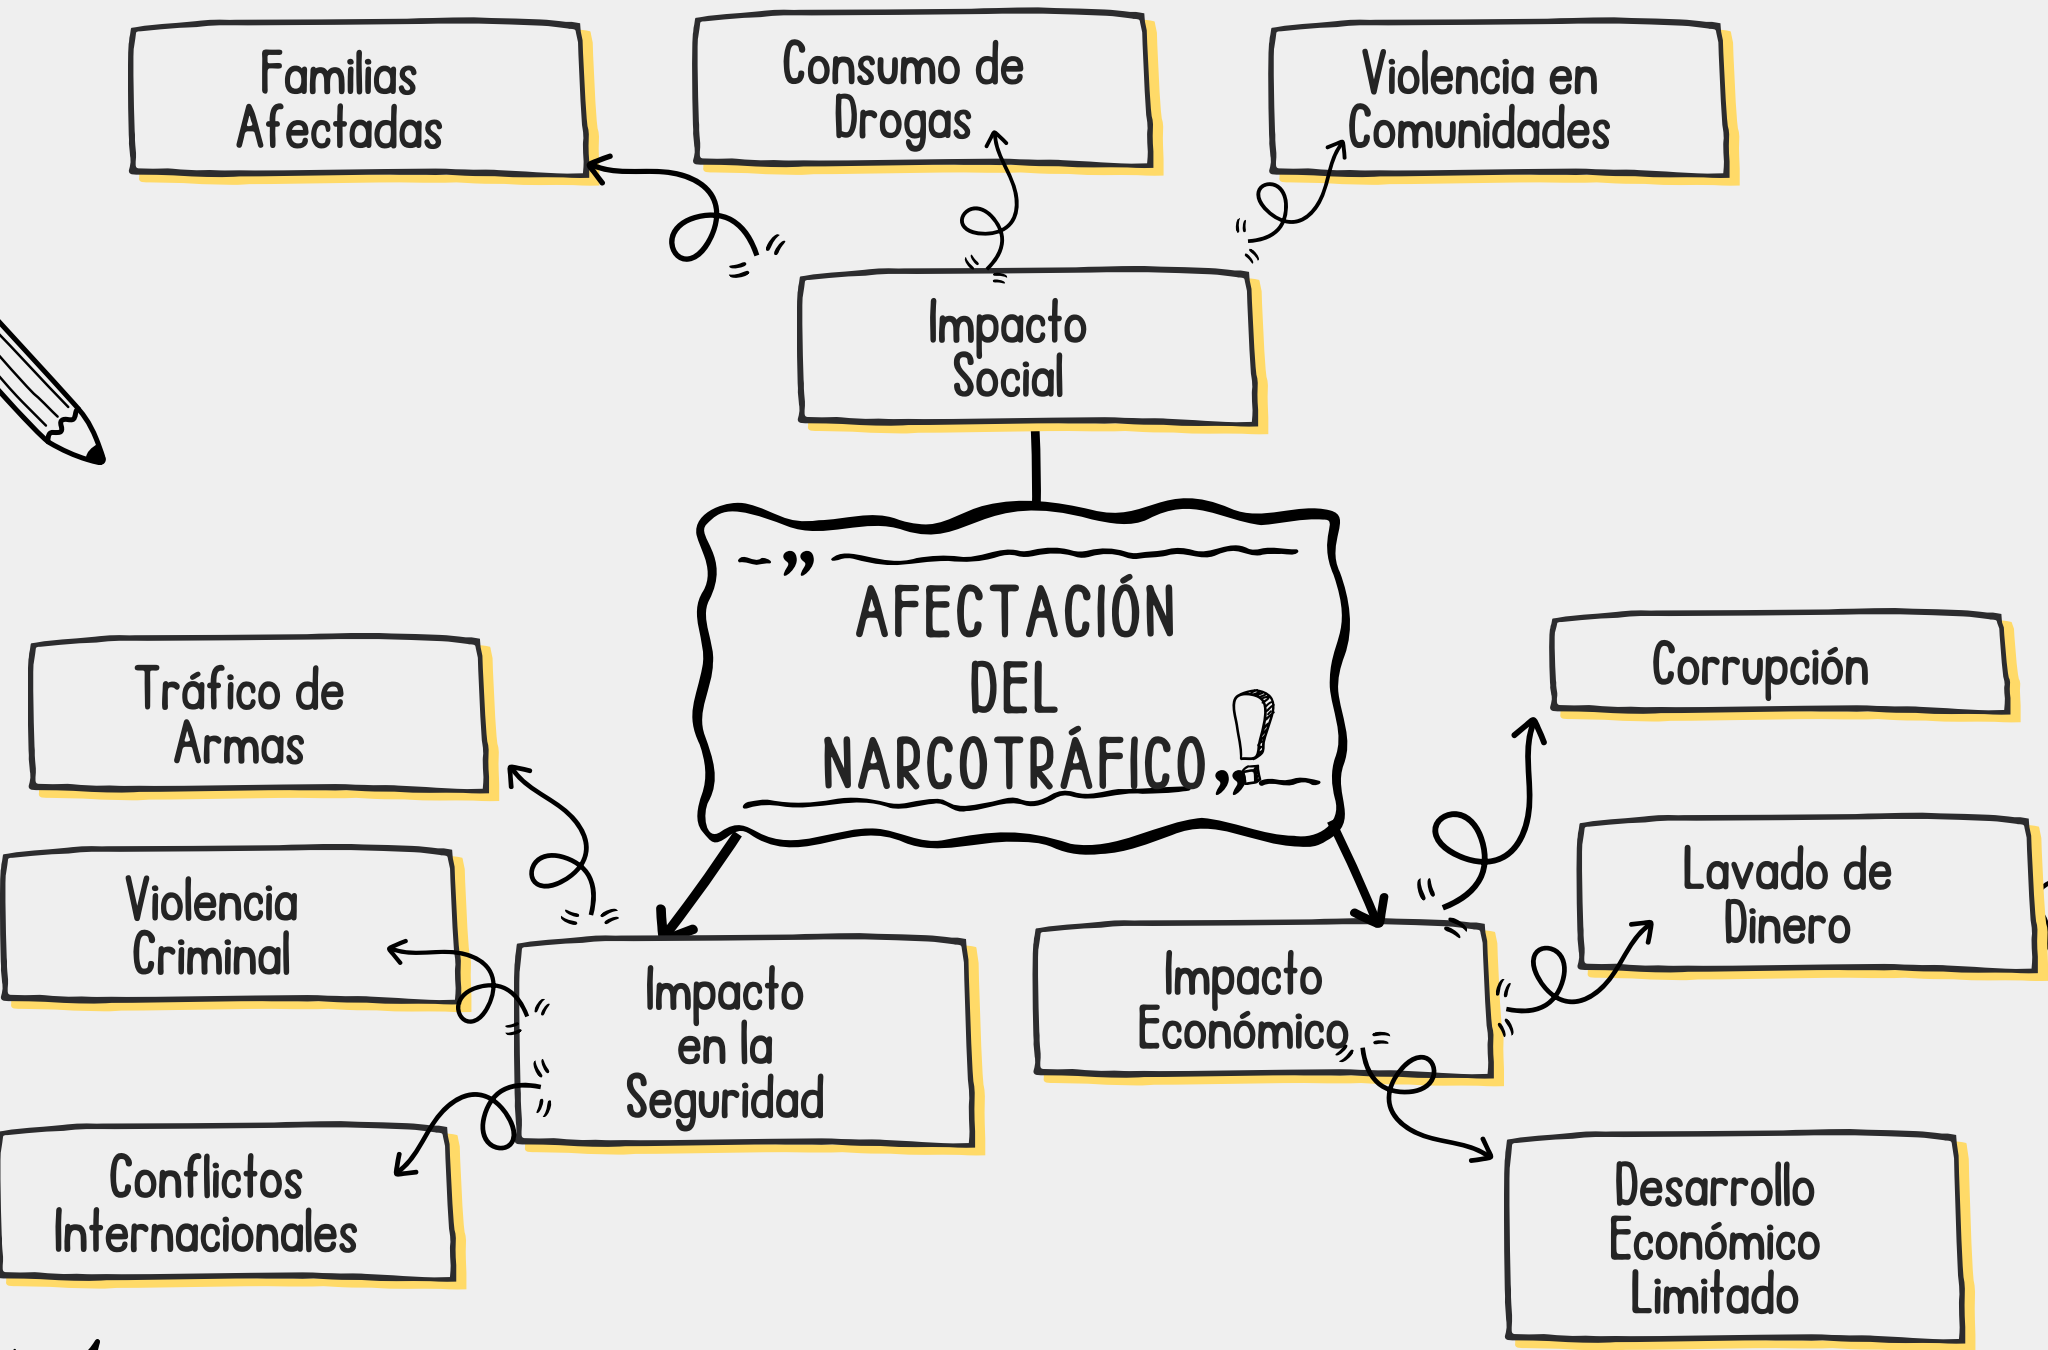 Familias
Afectadas
Consumo de
Drogas
Violencia en
Comunidades
Impacto
Social
AFECTACIÓN
DEL
NARCOTRÁFICO
Tráfico de
Armas
Violencia
Criminal
Conflictos
Internacionales
Impacto
en la
Seguridad
Impacto
Económico
Corrupción
Lavado de
Dinero
Desarrollo
Económico
Limitado